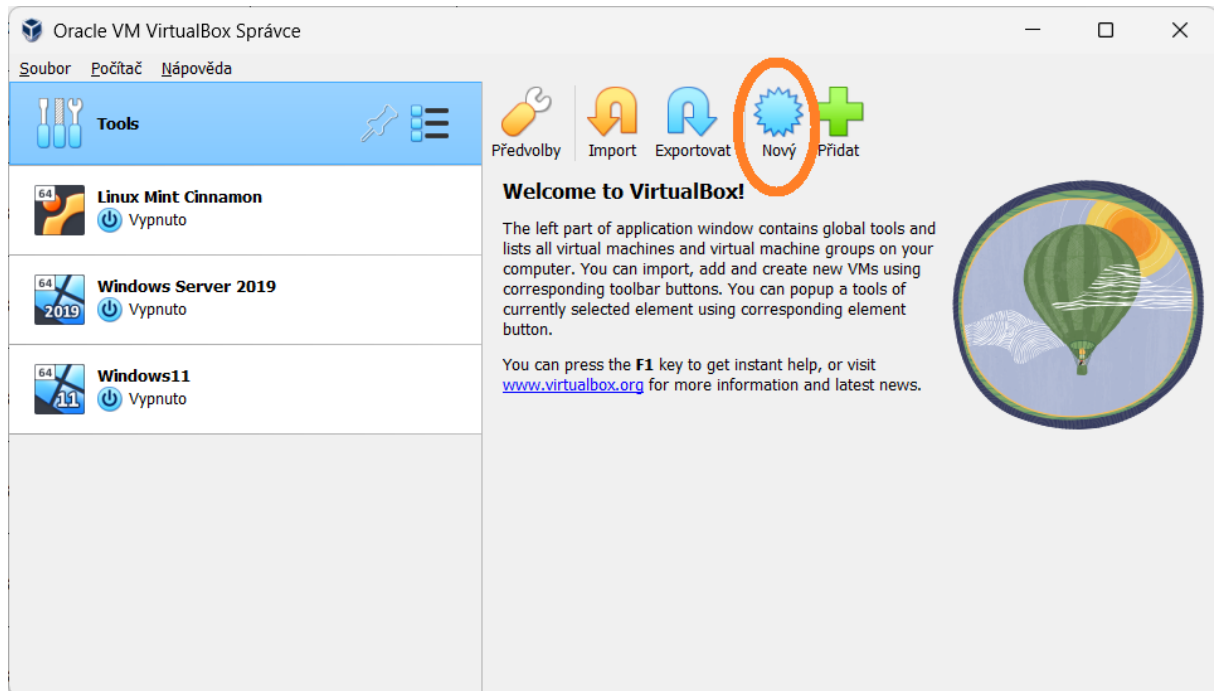 Oracle VM VirtualBox Správce
Soubor Počítač Nápověda
Tools
Předvolby Import Exportovat Nový Přidat
64
Linux Mint Cinnamon
Vypnuto
64
2019
Windows Server 2019
Vypnuto
64
11
Windows11
Vypnuto
Welcome to VirtualBox!
The left part of application window contains global tools and
lists all virtual machines and virtual machine groups on your
computer. You can import, add and create new VMs using
corresponding toolbar buttons. You can popup a tools of
currently selected element using corresponding element
button.
You can press the F1 key to get instant help, or visit
www.virtualbox.org for more information and latest news.